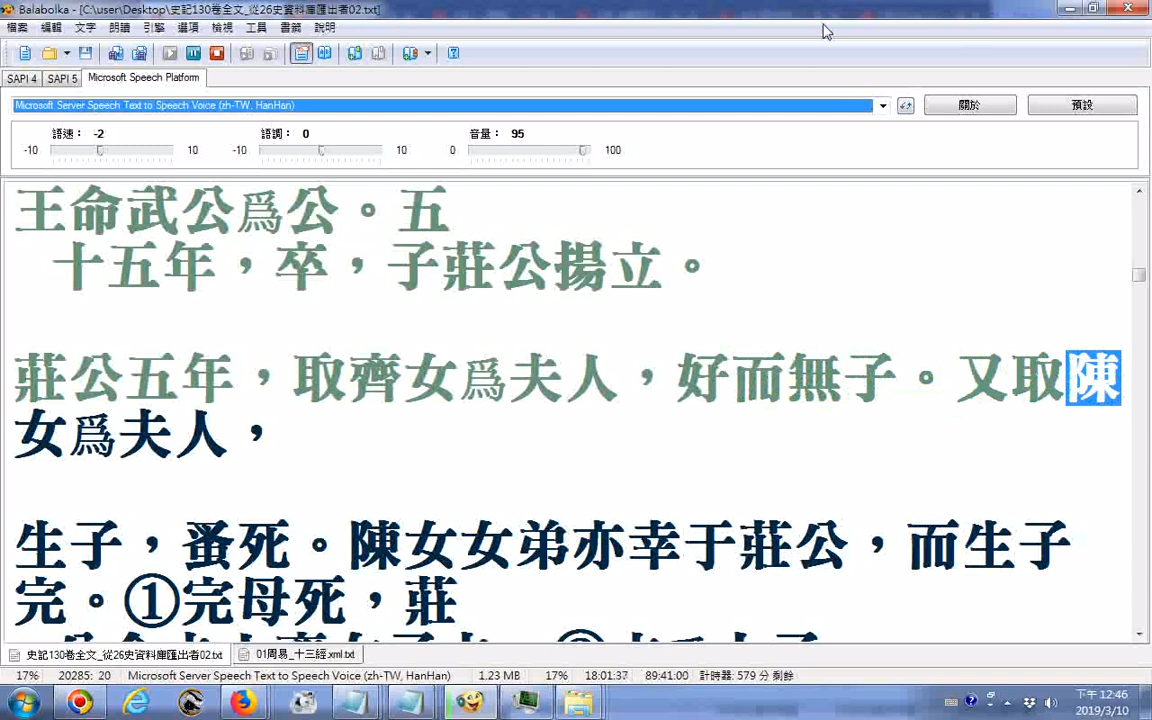 Balabolka - [C:\user\Desktop\史記130卷全文_從26史資料庫匯出者02.txt]
檔案 編輯 文字 朗讀 引擎 選項 檢視 工具 書籤 說明
SAPI 4 SAPI 5 Microsoft Speech Platform
Microsoft Server Speech Text to Speech Voice (zh-TW, HanHan)
關於 預設
語速： -2 語調： 0 音量： 95
-10 10 -10 10 0 100
王命武公爲公。五
十五年，卒，子莊公揚立。
莊公五年，取齊女爲夫人，好而無子。又取陳
女爲夫人，
生子，蚤死。陳女女弟亦幸于莊公，而生子
完。①完母死，莊
史記130卷全文_從26史資料庫匯出者02.txt 01周易_十三經.xml.txt
17% 20285: 20 Microsoft Server Speech Text to Speech Voice (zh-TW, HanHan) 1.23 MB 17% 18:01:37 89:41:00 計時器: 579 分 剩餘
下午 12:46
2019/3/10